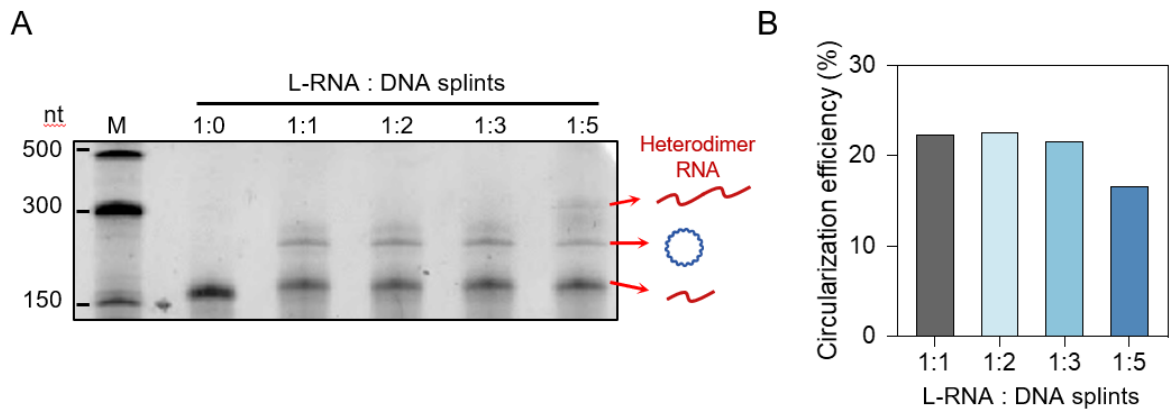 A
L-RNA : DNA splints
nt M 1:0 1:1 1:2 1:3 1:5
500
300
150
Heterodimer
RNA
B
Circularization efficiency (%)
30
20
10
0
1:1 1:2 1:3 1:5
L-RNA : DNA splints